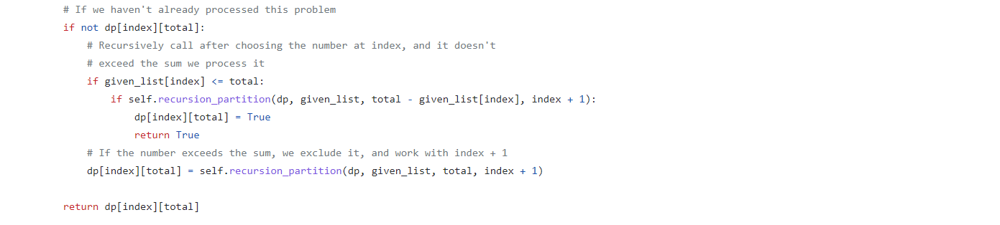 # If we haven't already processed this problem
if not dp[index][total]:
# Recursively call after choosing the number at index, and it doesn't
# exceed the sum we process it
if given_list[index] <= total:
if self.recursion_partition(dp, given_list, total - given_list[index], index + 1):
dp[index][total] = True
return True
# If the number exceeds the sum, we exclude it, and work with index + 1
dp[index][total] = self.recursion_partition(dp, given_list, total, index + 1)
return dp[index][total]